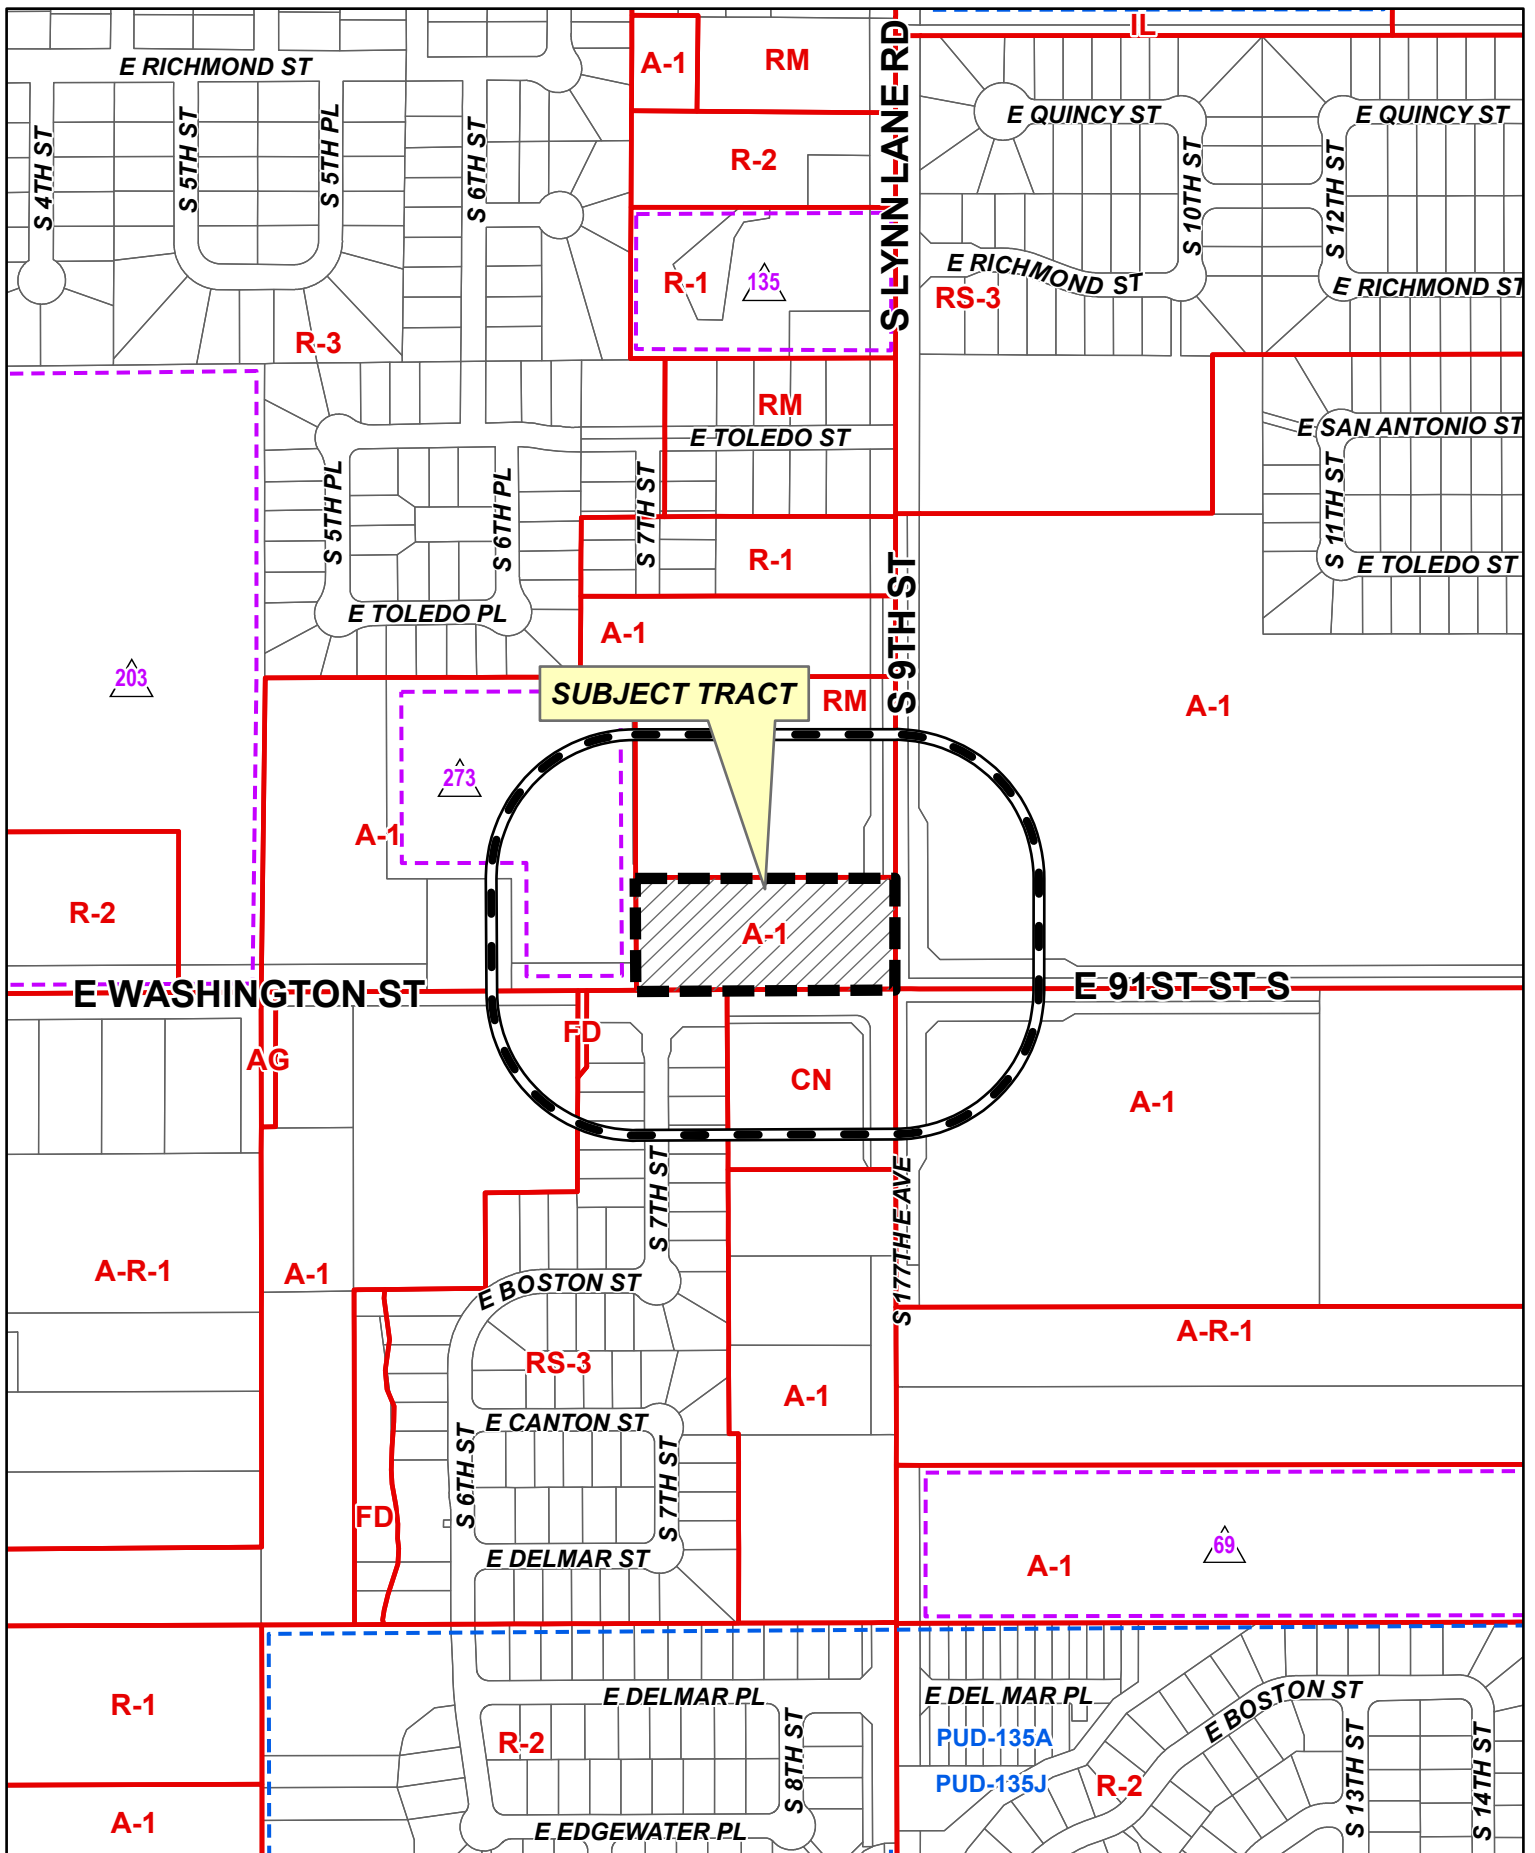 IL
E RICHMOND ST
A-1
RM
S LYNN LANE RD
E QUINCY ST
E QUINCY ST
S 4TH ST
S 5TH ST
S 5TH PL
S 6TH ST
R-2
S 10TH ST
S 12TH ST
R-1
135
E RICHMOND ST
RS-3
E RICHMOND ST
R-3
RM
E TOLEDO ST
E SAN ANTONIO ST
S 5TH PL
S 6TH PL
S 7TH ST
S 11TH ST
R-1
E TOLEDO ST
E TOLEDO PL
A-1
S 9TH ST
203
SUBJECT TRACT
RM
A-1
273
A-1
R-2
A-1
E WASHINGTON ST
E 91ST ST S
FD
AG
CN
A-1
S 7TH ST
S 177TH E AVE
A-R-1
A-1
E BOSTON ST
A-R-1
RS-3
A-1
E CANTON ST
S 6TH ST
S 7TH ST
FD
E DELMAR ST
69
A-1
E DELMAR PL
E DEL MAR PL
E BOSTON ST
R-1
R-2
S 8TH ST
PUD-135A
PUD-135J
R-2
S 13TH ST
S 14TH ST
A-1
E EDGEWATER PL